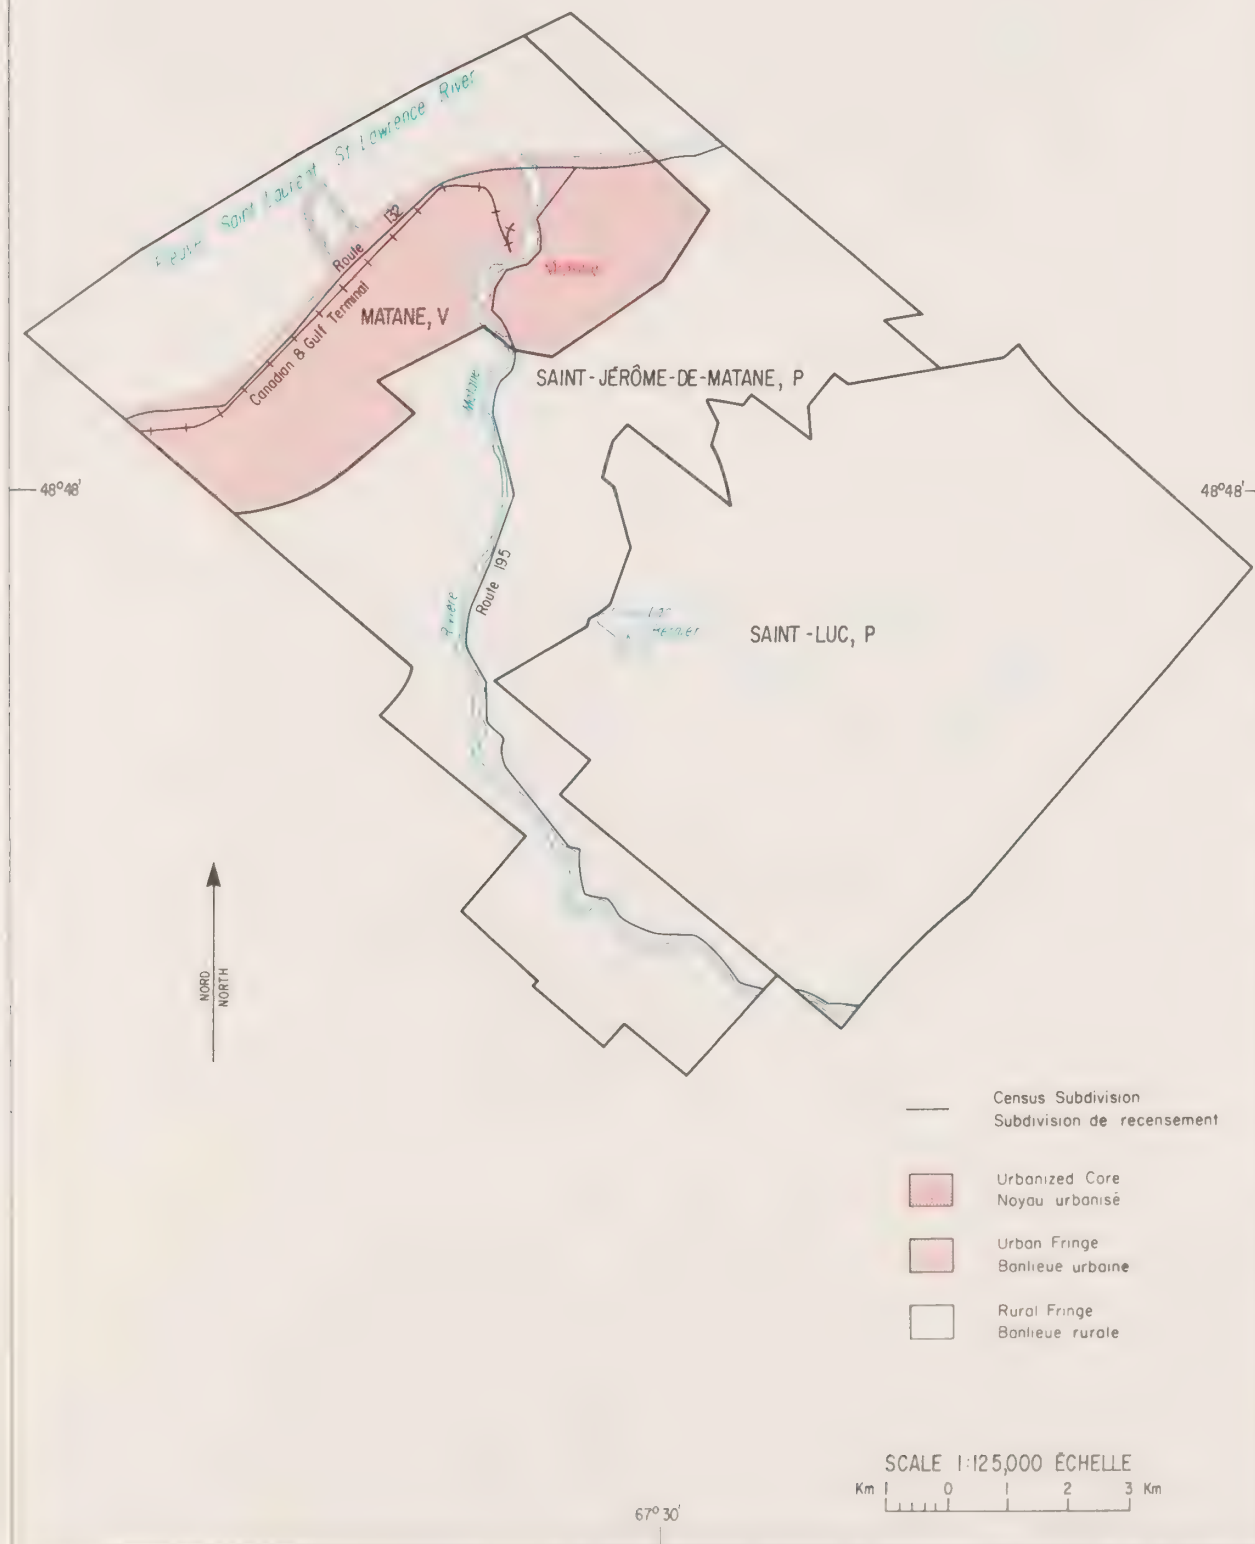 Saint Laurent St Lawrence River
Route 132
Canadian & Gulf Terminal
MATANE, V
Matane
SAINT-JÉRÔME-DE-MATANE, P
48°48'
48°48'
Route 195
Rivière
SAINT-LUC, P
NORD
NORTH
Census Subdivision
Subdivision de recensement
Urbanized Core
Noyau urbanisé
Urban Fringe
Banlieue urbaine
Rural Fringe
Banlieue rurale
SCALE 1:125,000 ÉCHELLE
Km 1 0 1 2 3 Km
67°30'